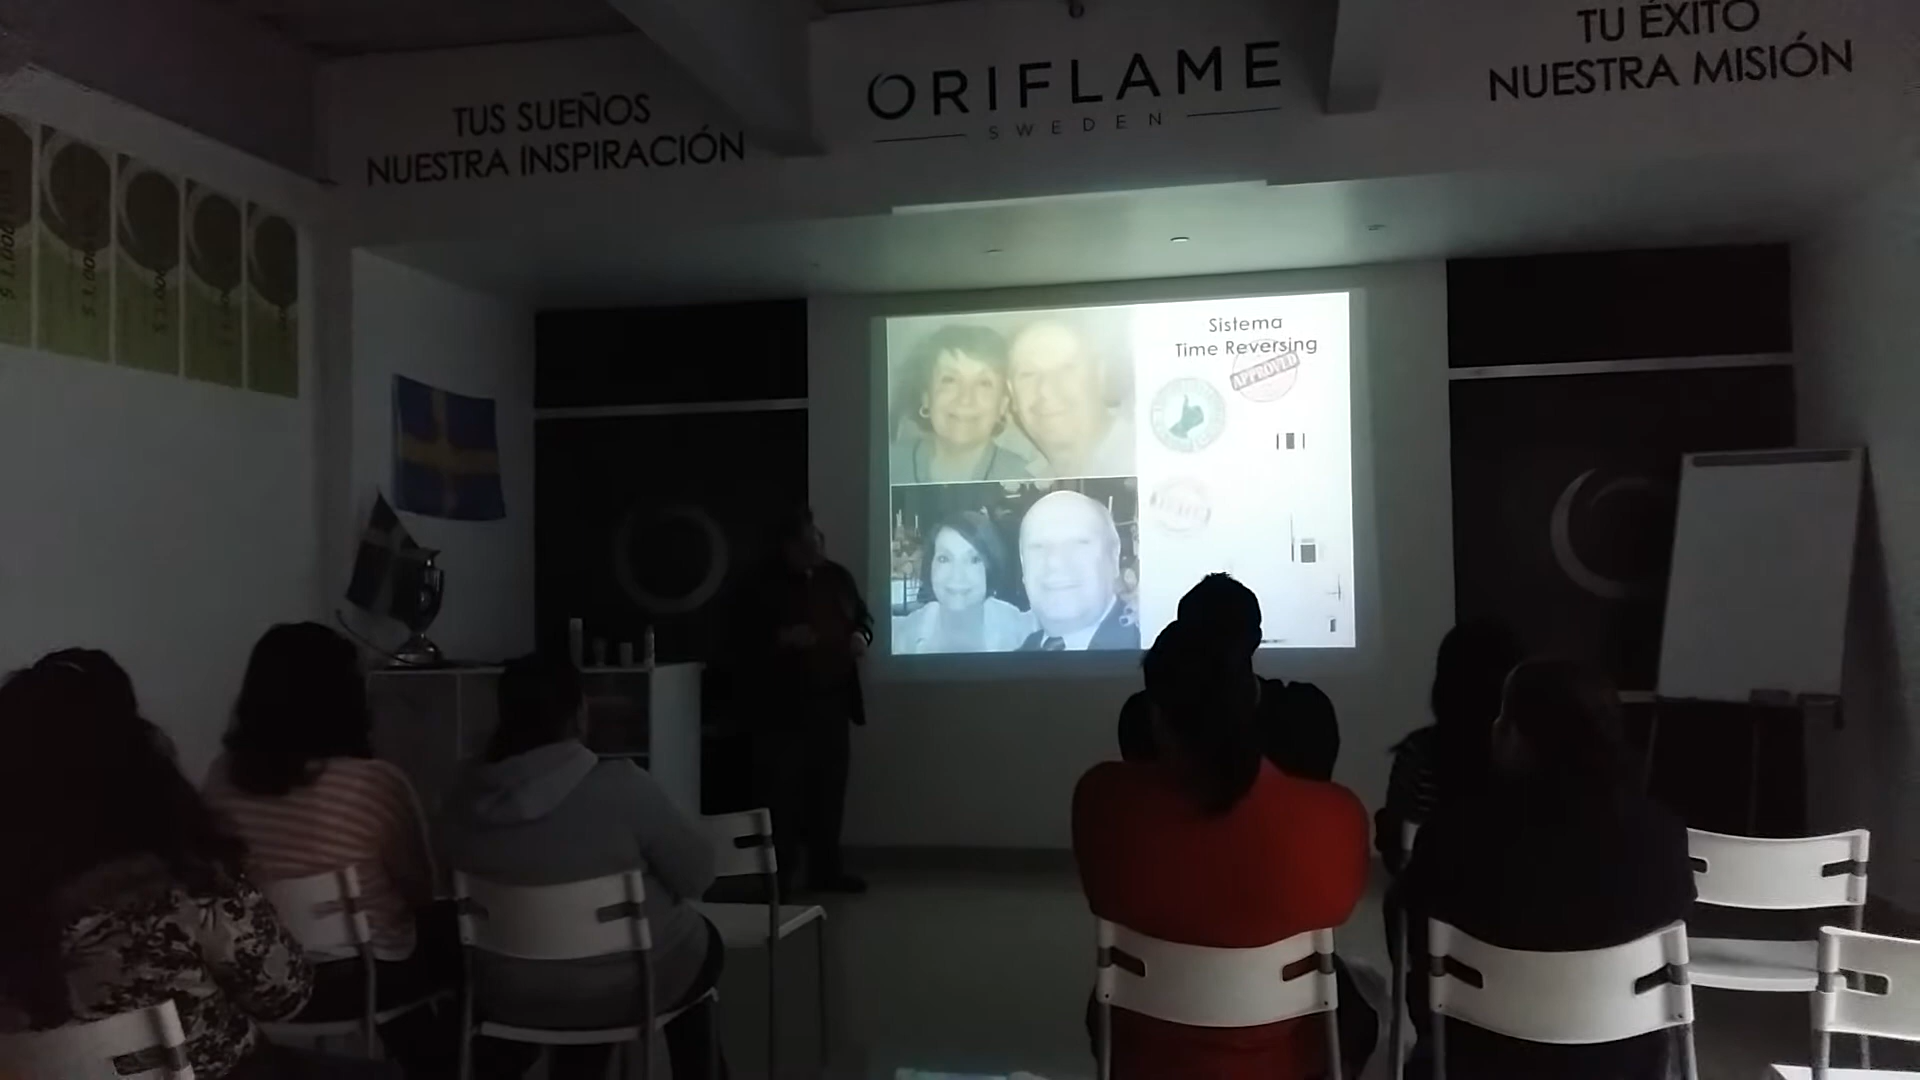 TUS SUEÑOS
NUESTRA INSPIRACIÓN
ORIFLAME
SWEDEN
TU ÉXITO
NUESTRA MISIÓN
Sistema
Time Reversing
APPROVED